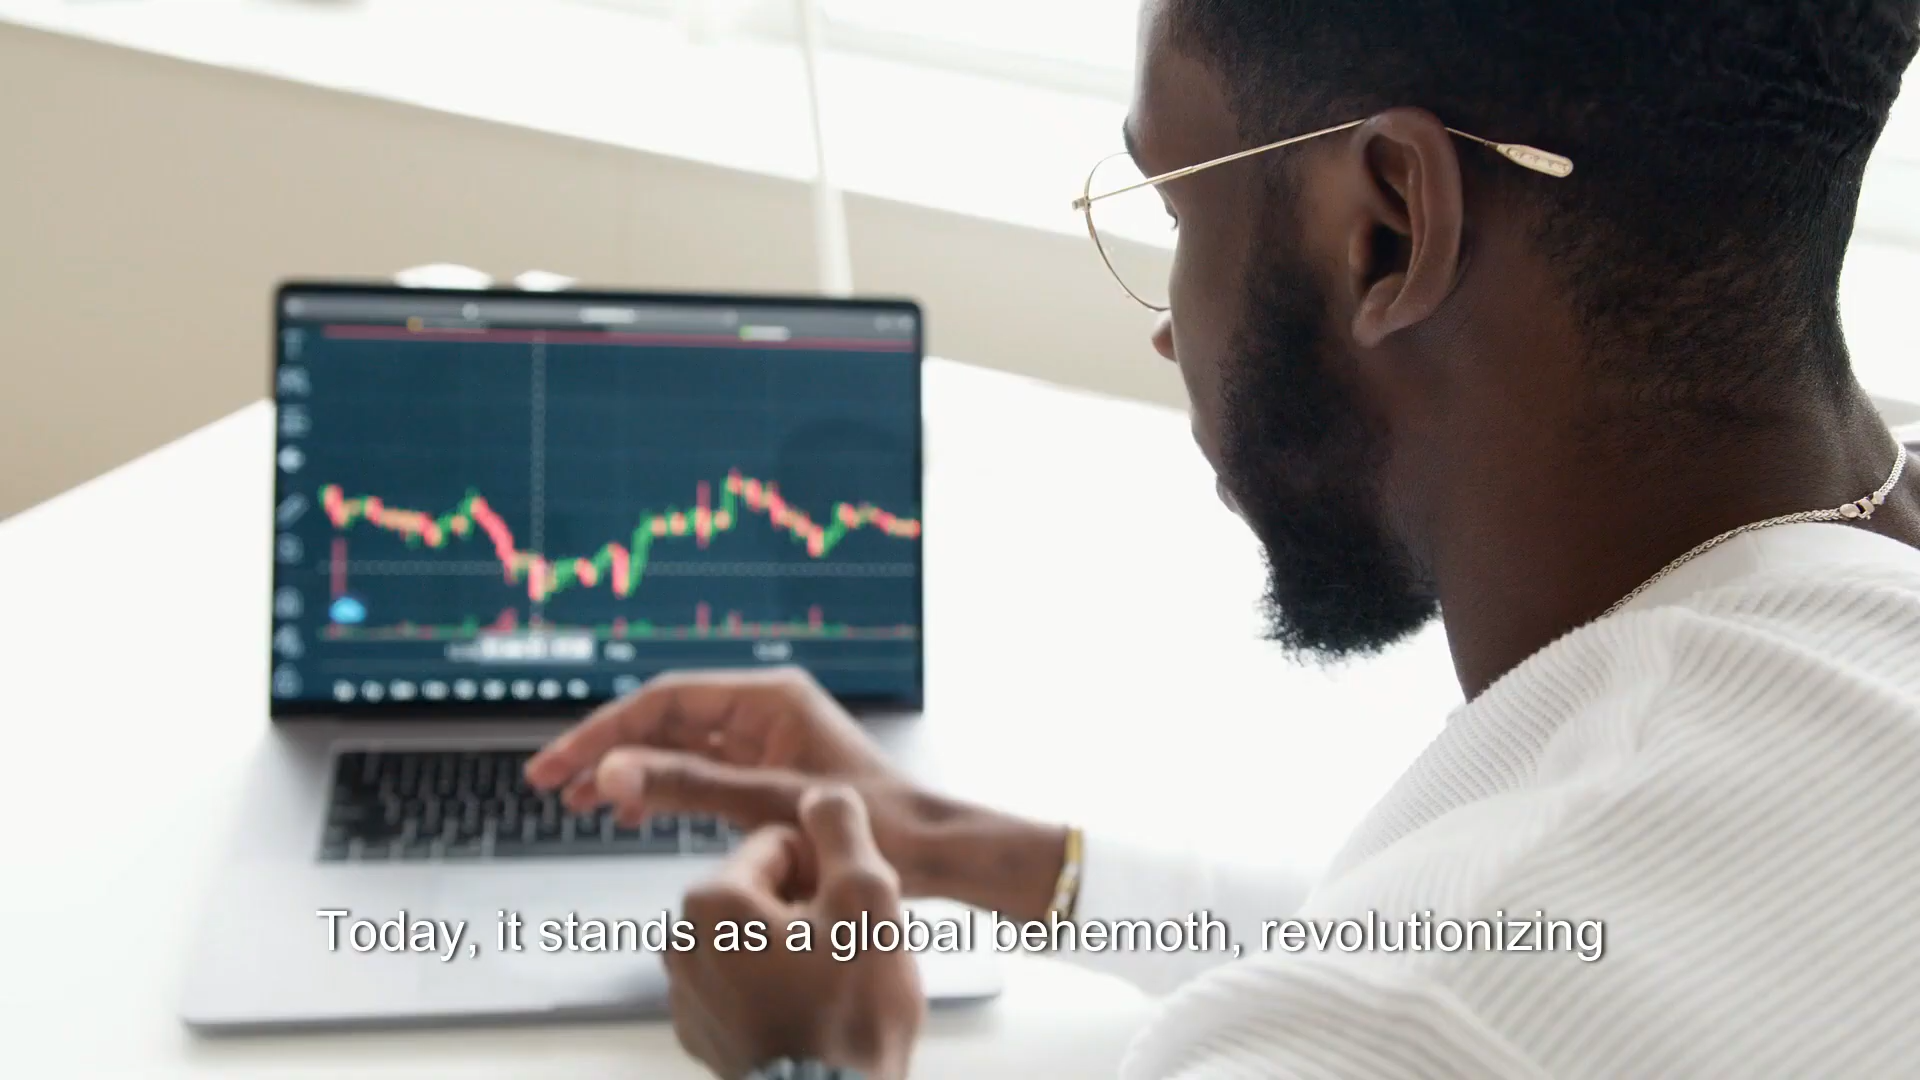 Today, it stands as a global behemoth, revolutionizing